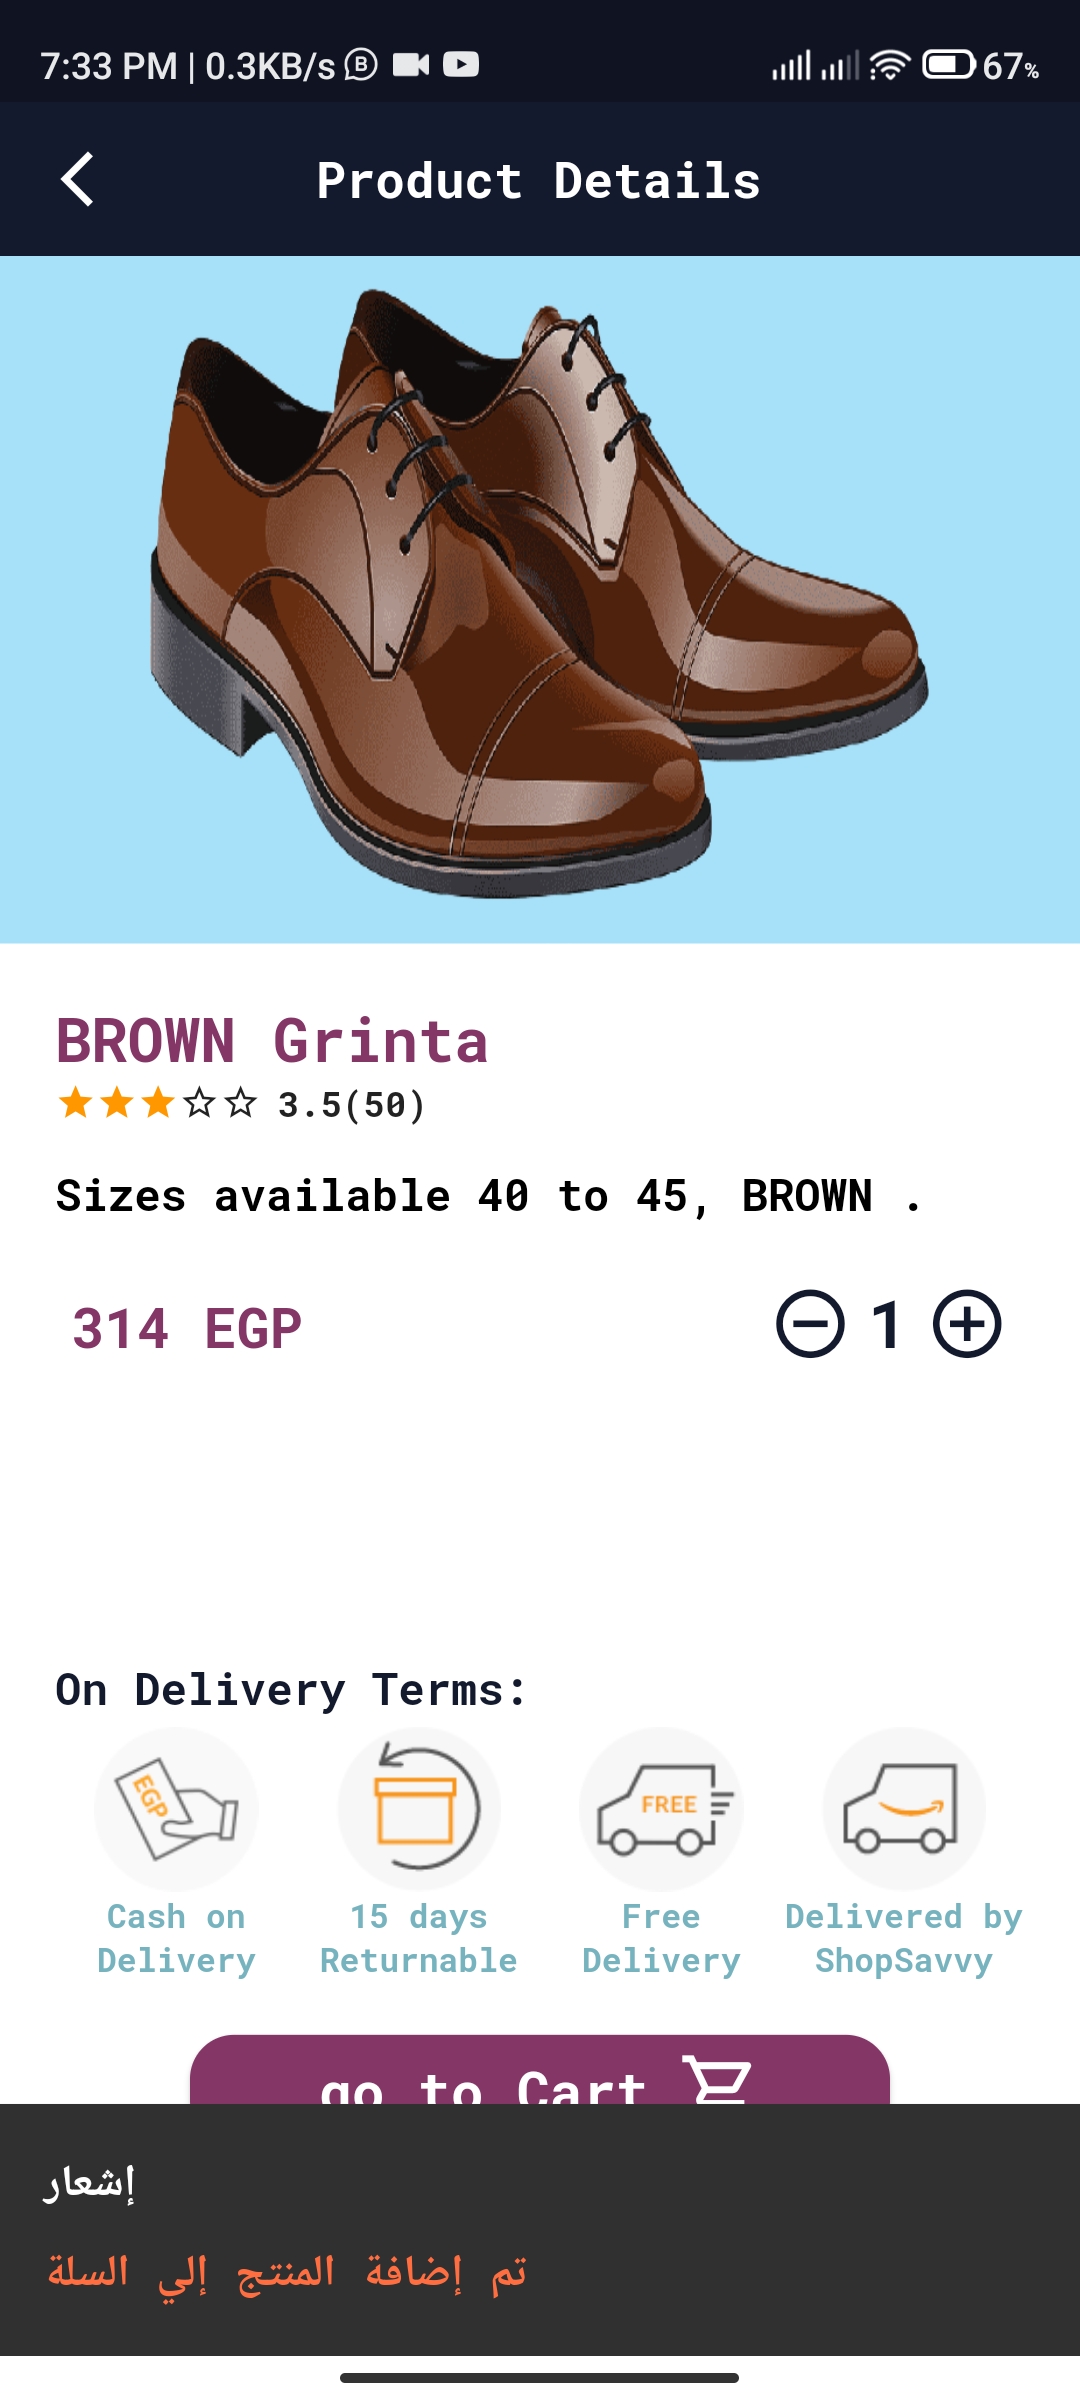 7:33 PM | 0.3KB/s B 67%
Product Details
BROWN Grinta
3.5(50)
Sizes available 40 to 45, BROWN .
314 EGP 1
On Delivery Terms:
EGP FREE
Cash on 15 days Free Delivered by
Delivery Returnable Delivery ShopSavvy
go to Cart
إشعار
تم إضافة المنتج إلي السلة